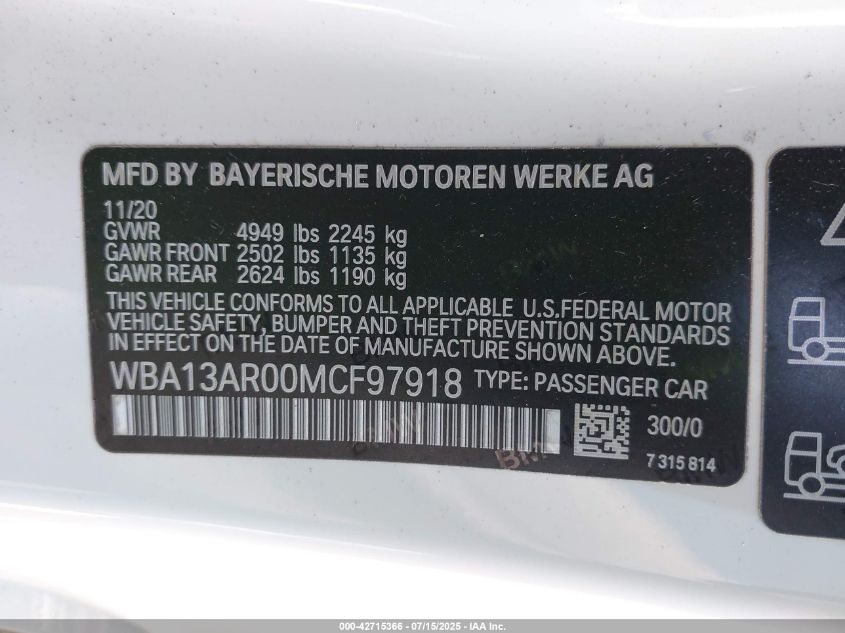 MFD BY BAYERISCHE MOTOREN WERKE AG
11/20
GVWR 4949 lbs 2245 kg
GAWR FRONT 2502 lbs 1135 kg
GAWR REAR 2624 lbs 1190 kg
THIS VEHICLE CONFORMS TO ALL APPLICABLE U.S.FEDERAL MOTOR
VEHICLE SAFETY, BUMPER AND THEFT PREVENTION STANDARDS
IN EFFECT ON THE DATE OF MANUFACTURE SHOWN ABOVE.
WBA13AR00MCF97918 TYPE: PASSENGER CAR
300/0
7315814
000-42715366 - 07/15/2025 - IAA Inc.